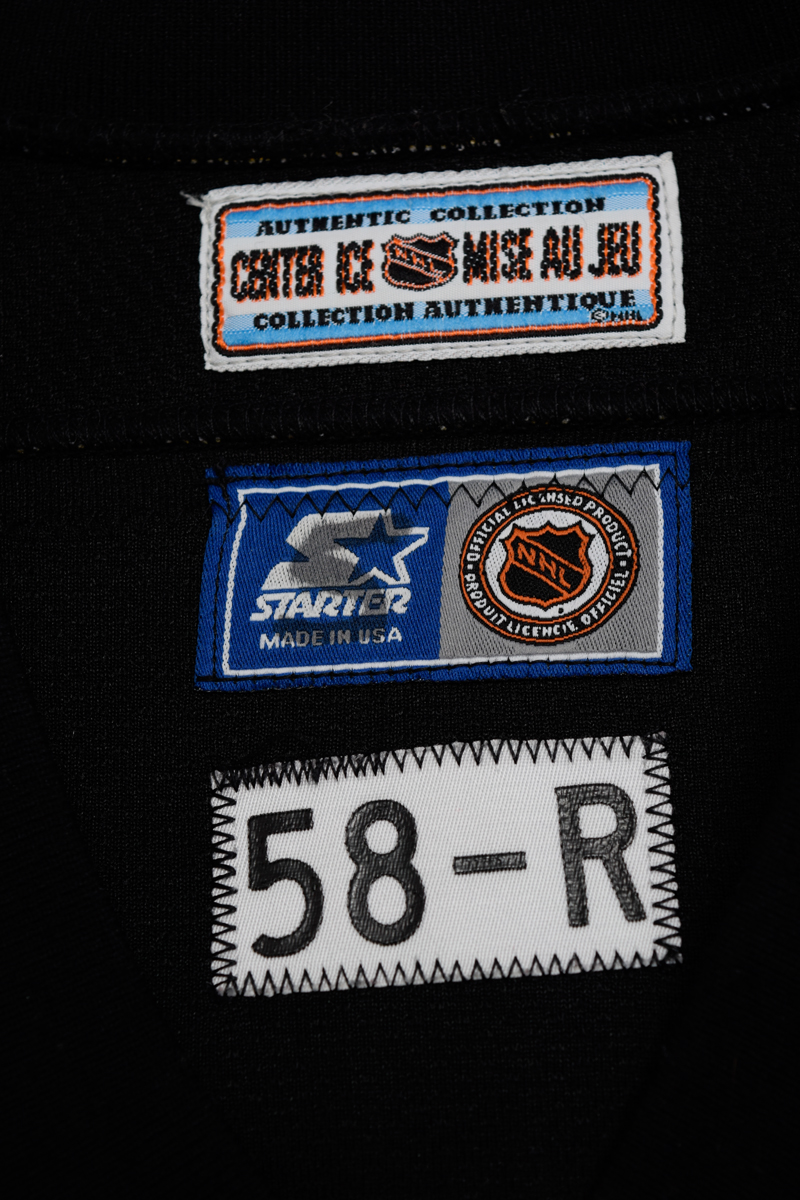 AUTHENTIC COLLECTION
CENTER ICE NHL MISE AU JEU
COLLECTION AUTHENTIQUE
© NHL
STARTER
MADE IN USA
OFFICIAL LICENSED PRODUCT
NHL
PRODUIT LICENCIE OFFICIEL
58-R